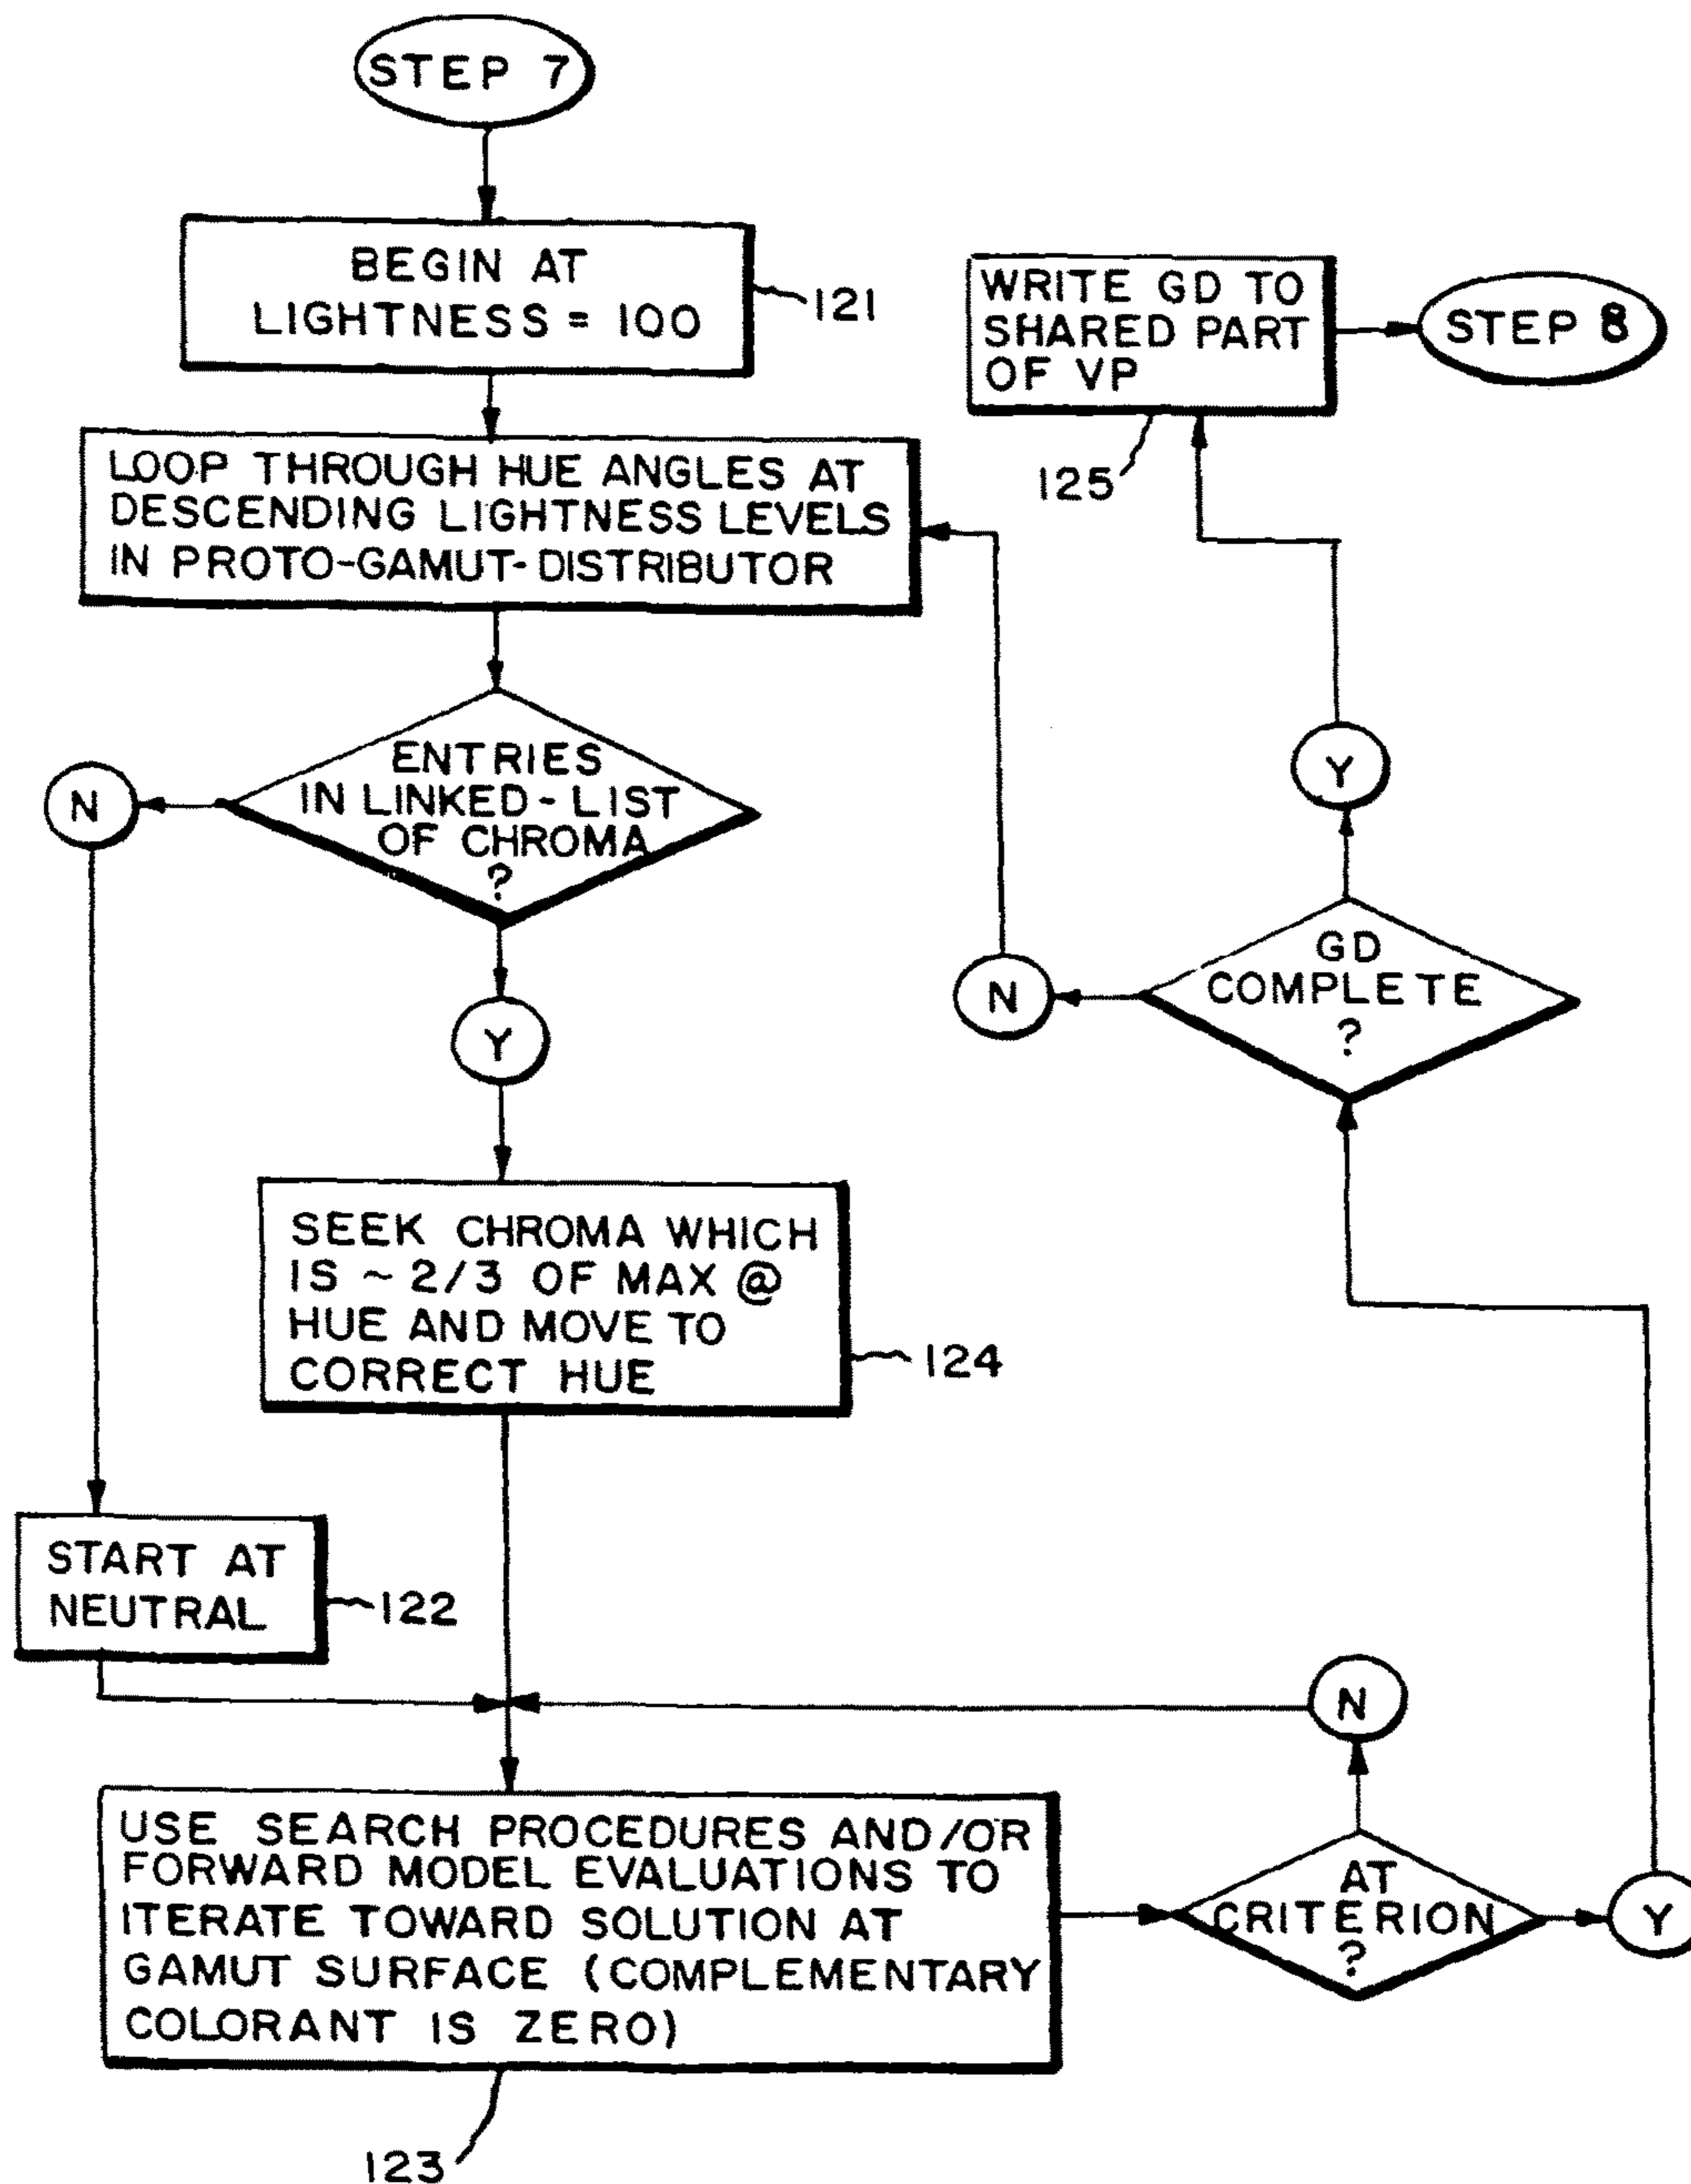 STEP 7
BEGIN AT
LIGHTNESS = 100
121
LOOP THROUGH HUE ANGLES AT
DESCENDING LIGHTNESS LEVELS
IN PROTO-GAMUT-DISTRIBUTOR
ENTRIES
IN LINKED-LIST
OF CHROMA
?
N
Y
SEEK CHROMA WHICH
IS ~ 2/3 OF MAX @
HUE AND MOVE TO
CORRECT HUE
124
START AT
NEUTRAL
122
USE SEARCH PROCEDURES AND/OR
FORWARD MODEL EVALUATIONS TO
ITERATE TOWARD SOLUTION AT
GAMUT SURFACE (COMPLEMENTARY
COLORANT IS ZERO)
123
AT
CRITERION
?
N
Y
GD
COMPLETE
?
N
Y
WRITE GD TO
SHARED PART
OF VP
125
STEP 8